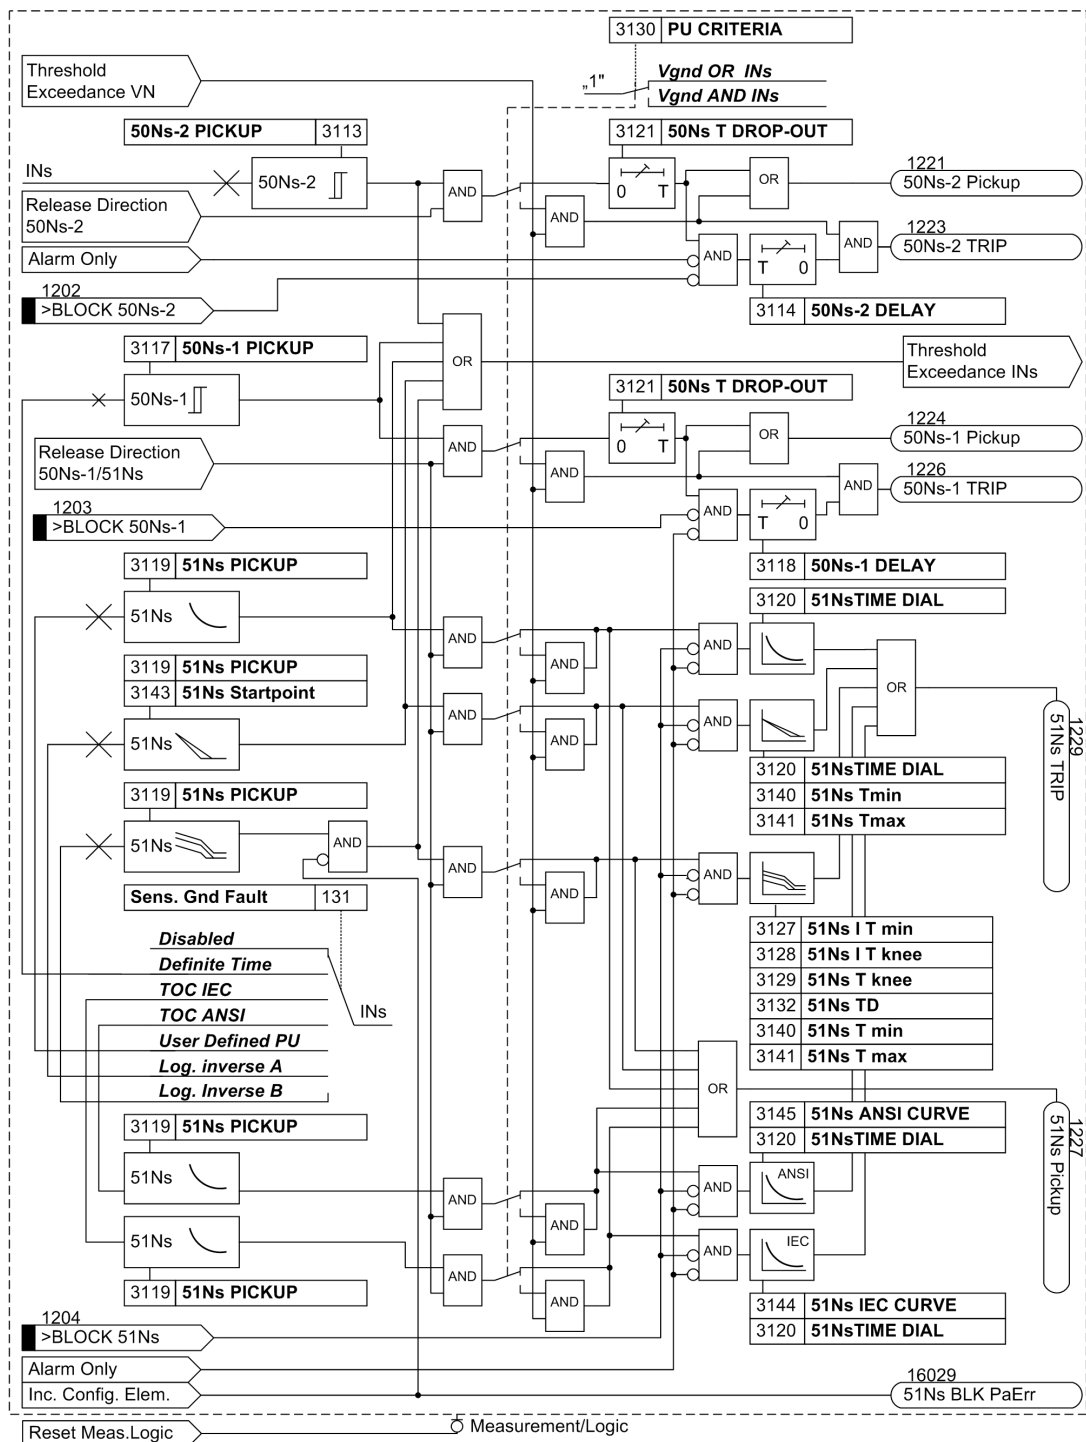 3130 PU CRITERIA
Threshold
Exceedance VN
„1"
Vgnd OR INs
Vgnd AND INs
50Ns-2 PICKUP 3113
3121 50Ns T DROP-OUT
INs
50Ns-2
AND
0 T
OR
1221
50Ns-2 Pickup
Release Direction
50Ns-2
AND
1223
50Ns-2 TRIP
AND
Alarm Only
AND
T 0
1202
>BLOCK 50Ns-2
3114 50Ns-2 DELAY
3117 50Ns-1 PICKUP
OR
Threshold
Exceedance INs
50Ns-1
3121 50Ns T DROP-OUT
AND
0 T
OR
1224
50Ns-1 Pickup
Release Direction
50Ns-1/51Ns
AND
1226
50Ns-1 TRIP
AND
1203
>BLOCK 50Ns-1
AND
T 0
3119 51Ns PICKUP
3118 50Ns-1 DELAY
3120 51NsTIME DIAL
51Ns
AND
AND
AND
3119 51Ns PICKUP
3143 51Ns Startpoint
OR
51Ns
AND
AND
AND
1229
51Ns TRIP
3120 51NsTIME DIAL
3140 51Ns Tmin
3141 51Ns Tmax
3119 51Ns PICKUP
51Ns
AND
AND
AND
AND
Sens. Gnd Fault 131
3127 51Ns I T min
3128 51Ns I T knee
3129 51Ns T knee
3132 51Ns TD
3140 51Ns T min
3141 51Ns T max
Disabled
Definite Time
TOC IEC
TOC ANSI
User Defined PU
Log. inverse A
Log. Inverse B
INs
OR
3119 51Ns PICKUP
3145 51Ns ANSI CURVE
3120 51NsTIME DIAL
1227
51Ns Pickup
51Ns
AND
AND
AND
ANSI
51Ns
AND
AND
AND
IEC
3119 51Ns PICKUP
3144 51Ns IEC CURVE
3120 51NsTIME DIAL
1204
>BLOCK 51Ns
Alarm Only
Inc. Config. Elem.
16029
51Ns BLK PaErr
Reset Meas.Logic
Measurement/Logic